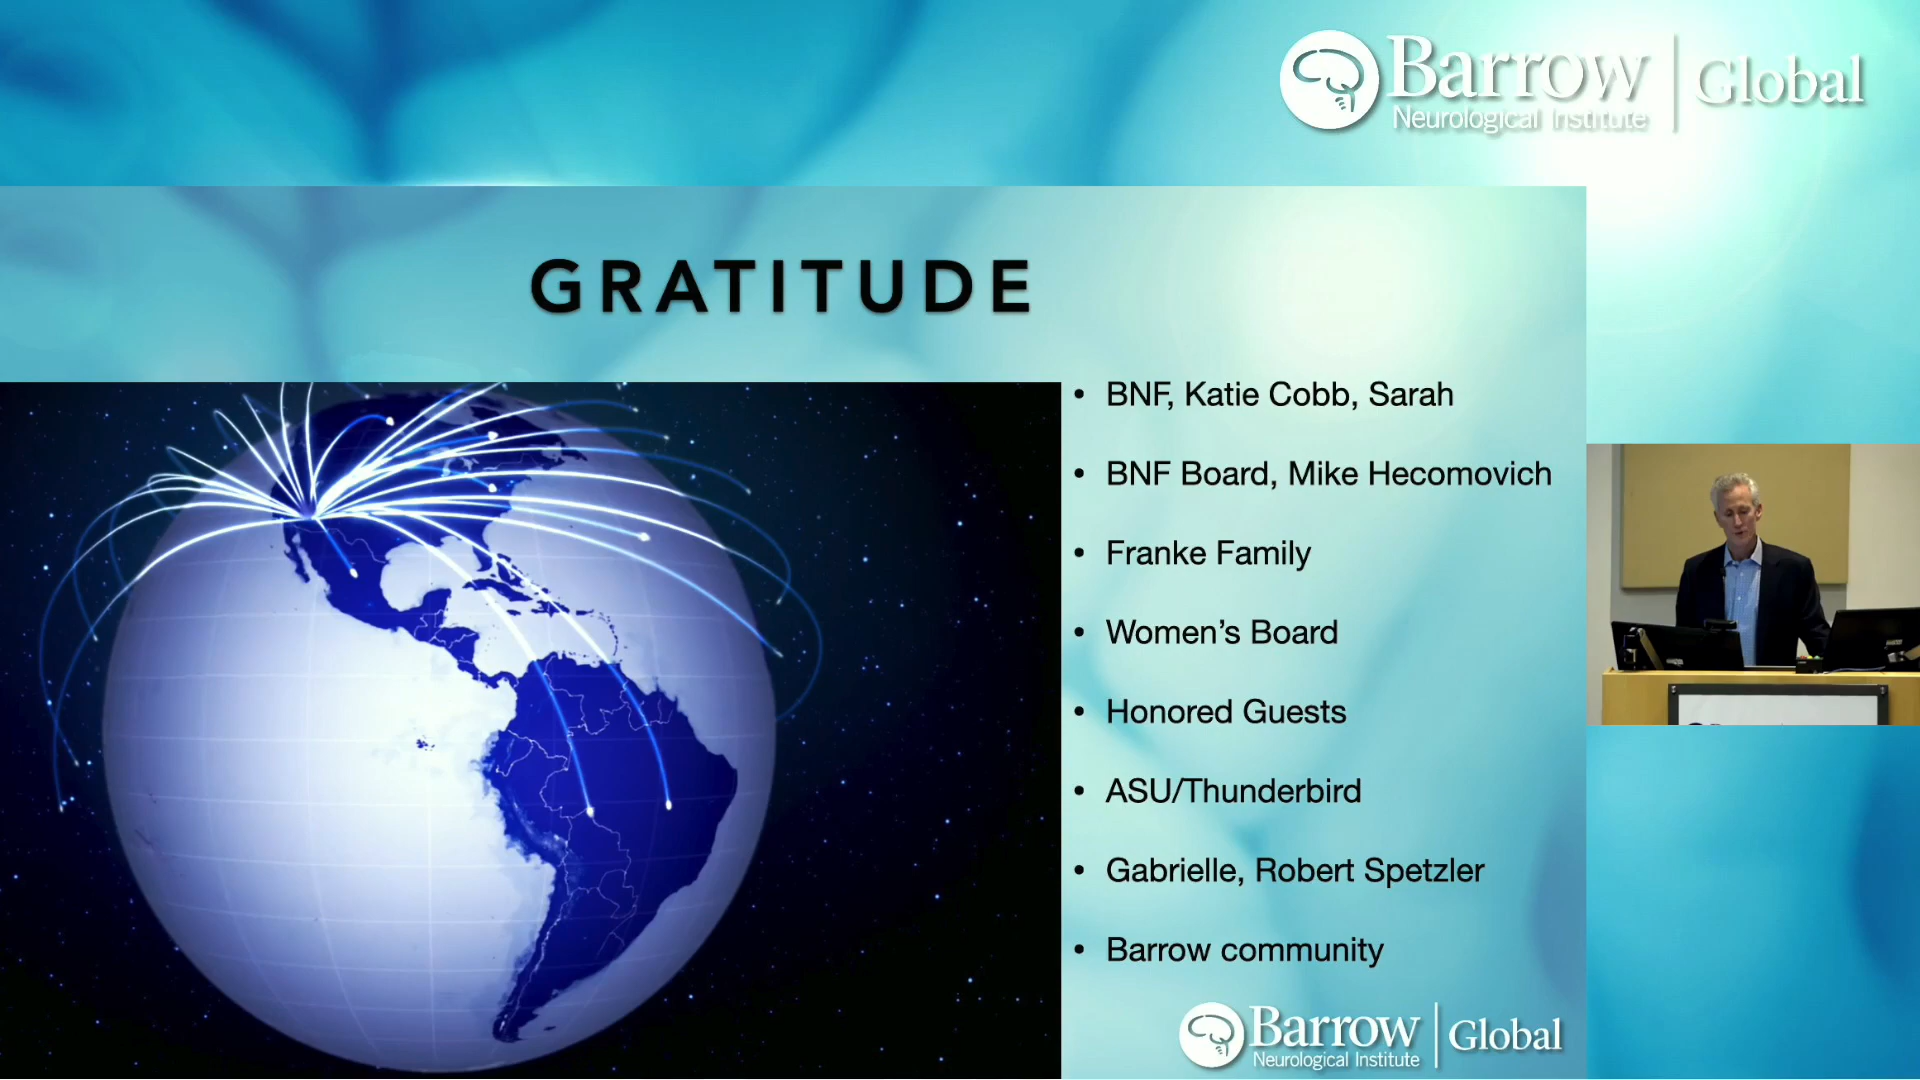 Barrow
Neurological Institute
Global
GRATITUDE
• BNF, Katie Cobb, Sarah
• BNF Board, Mike Hecomovich
• Franke Family
• Women’s Board
• Honored Guests
• ASU/Thunderbird
• Gabrielle, Robert Spetzler
• Barrow community
Barrow
Neurological Institute
Global